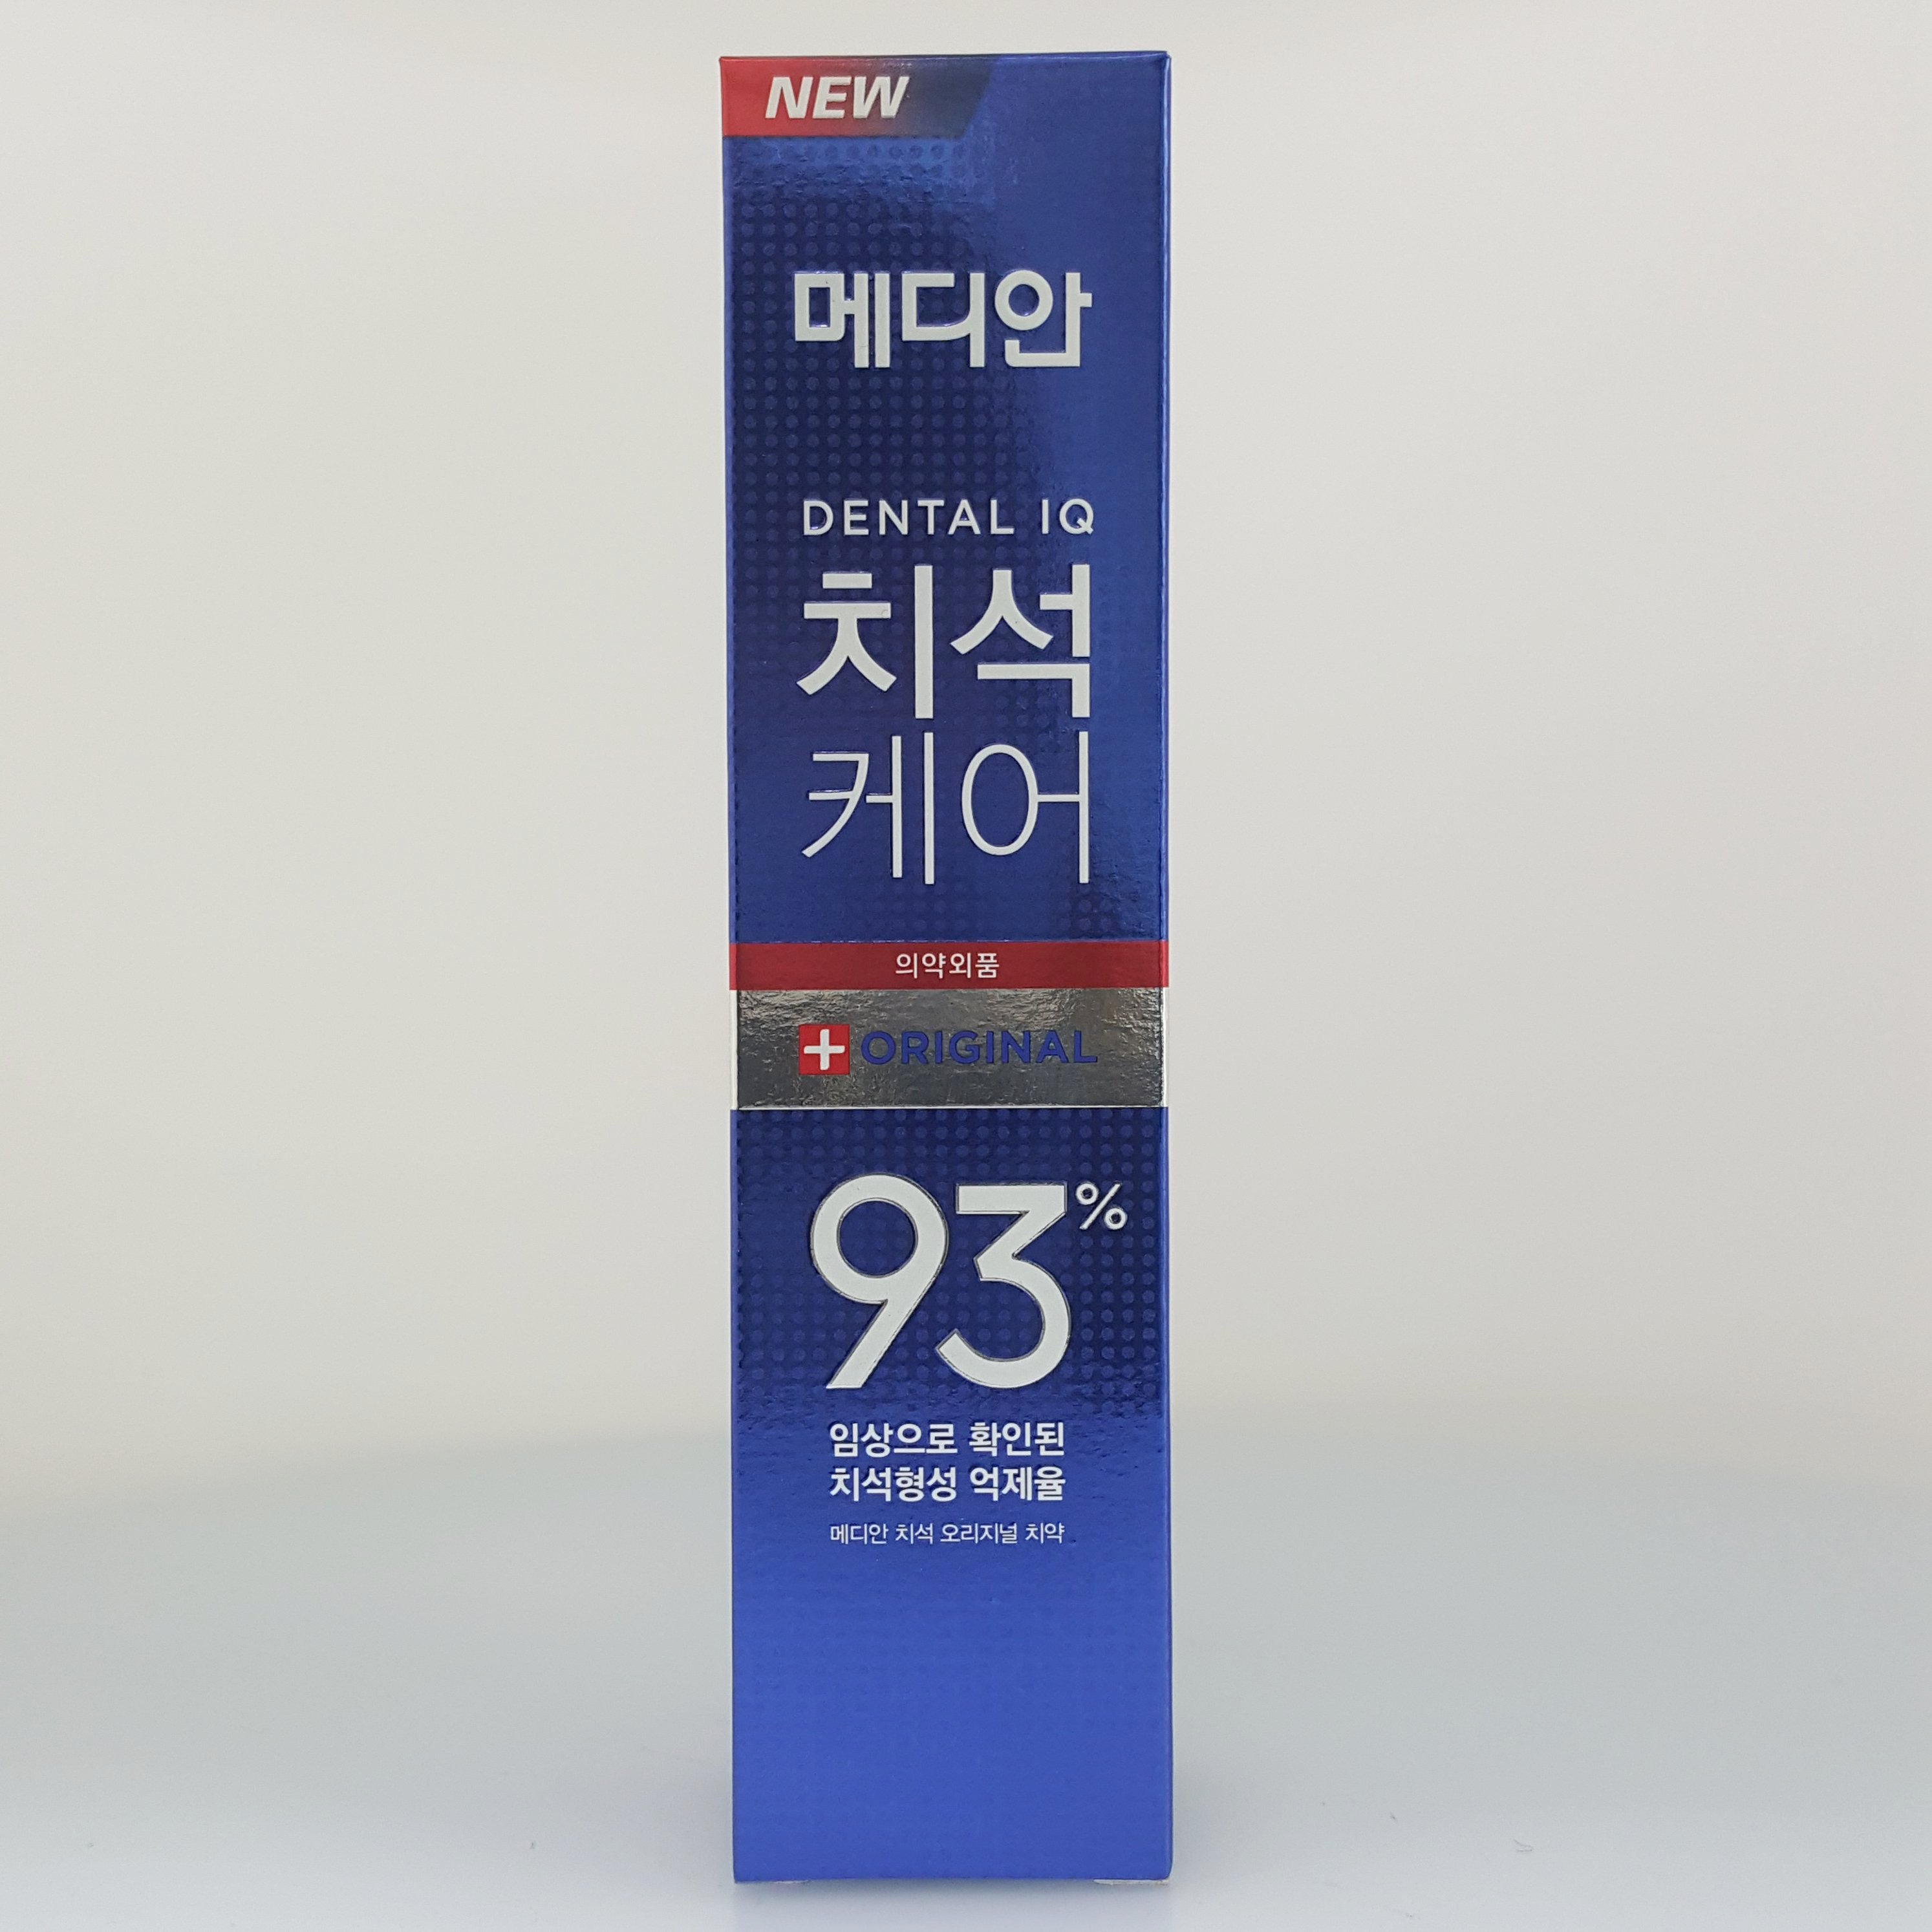 NEW
메디안
DENTAL IQ
치석
케어
의약외품
ORIGINAL
93%
임상으로 확인된
치석형성 억제율
메디안 치석 오리지널 치약